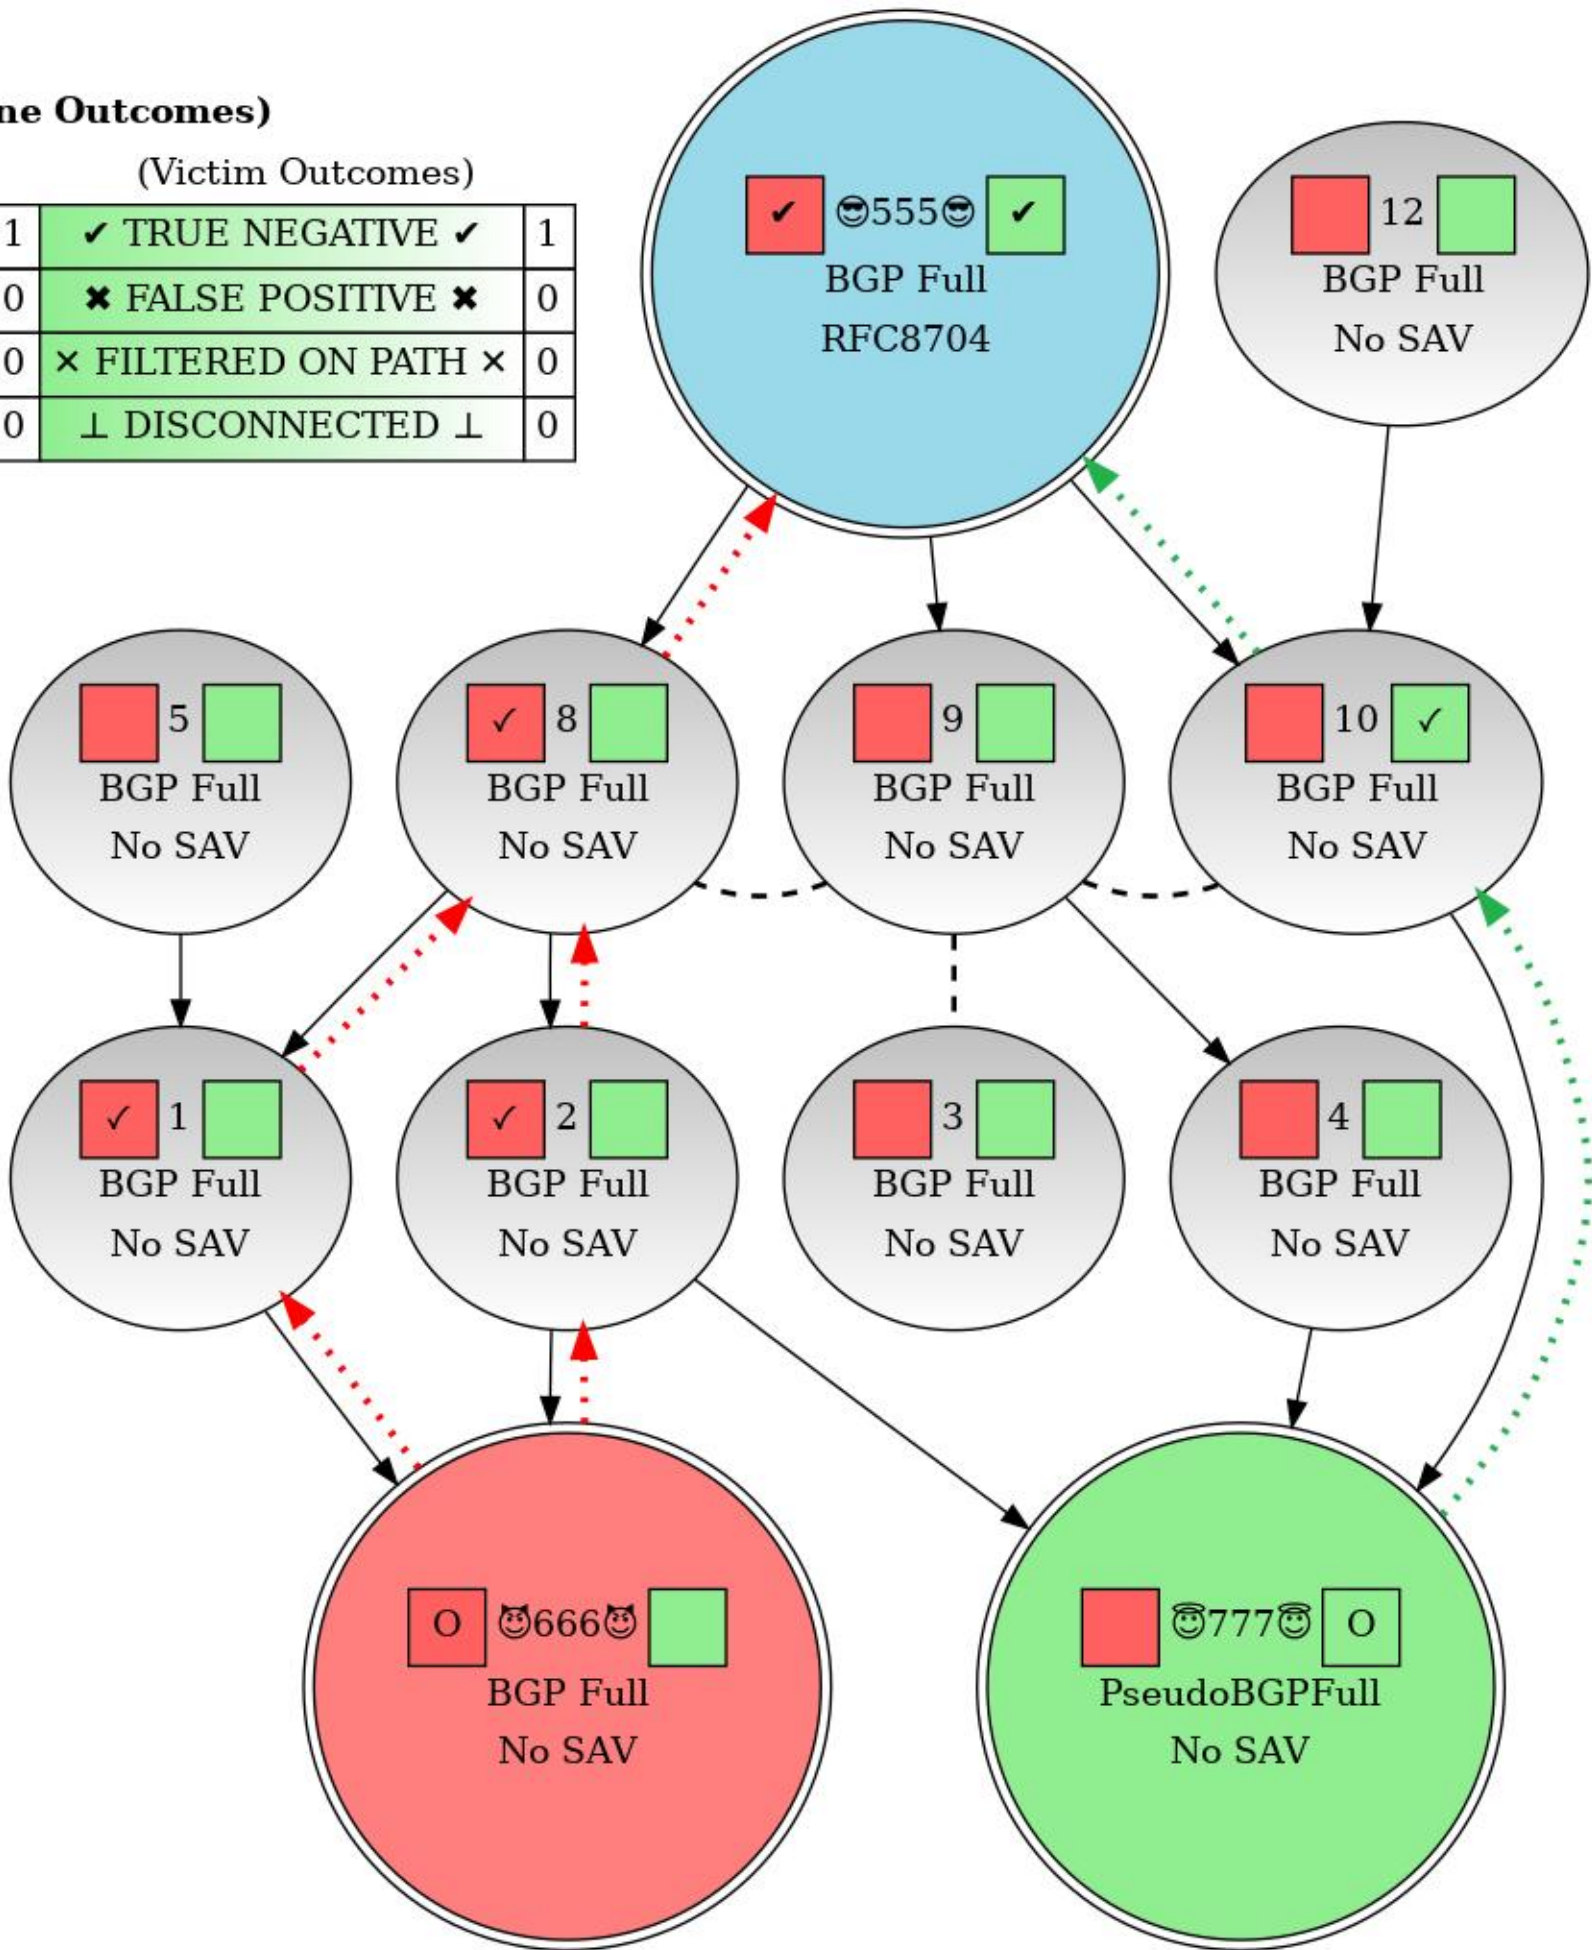 ne Outcomes)
(Victim Outcomes)
1 ✔ TRUE NEGATIVE ✔ 1
0 ✖ FALSE POSITIVE ✖ 0
0 ✕ FILTERED ON PATH ✕ 0
0 ⊥ DISCONNECTED ⊥ 0
✔ 😎555😎 ✔
BGP Full
RFC8704
12
BGP Full
No SAV
5
BGP Full
No SAV
✓ 8
BGP Full
No SAV
9
BGP Full
No SAV
10 ✓
BGP Full
No SAV
✓ 1
BGP Full
No SAV
✓ 2
BGP Full
No SAV
3
BGP Full
No SAV
4
BGP Full
No SAV
O 😈666😈
BGP Full
No SAV
😇777😇 O
PseudoBGPFull
No SAV